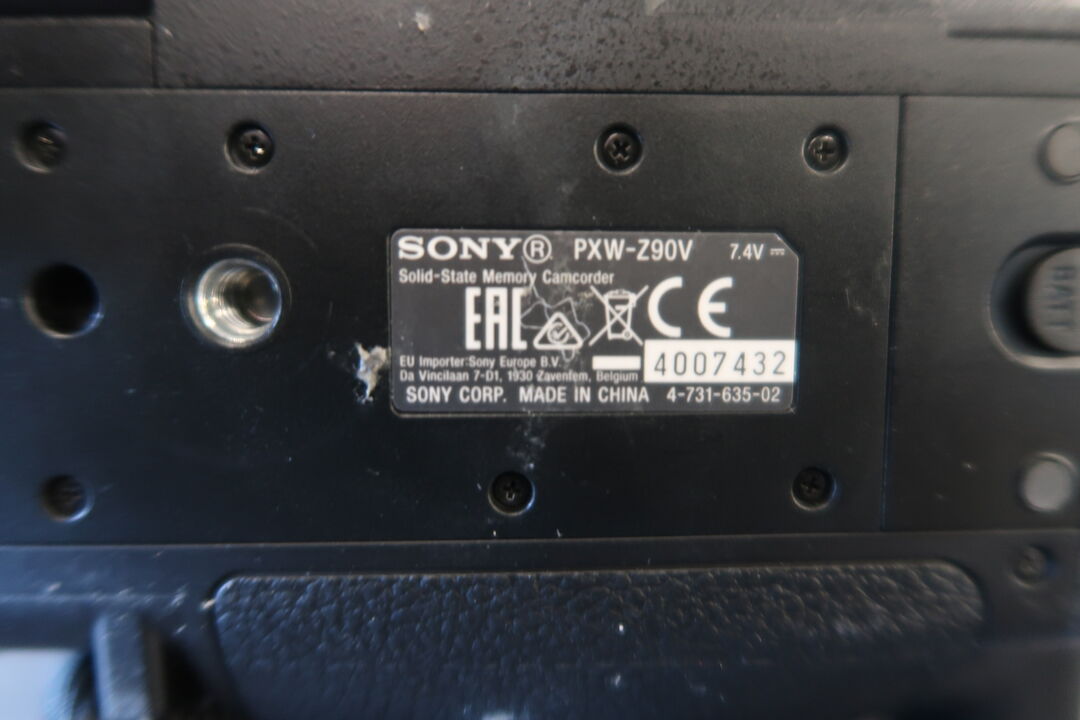 SONY® PXW-Z90V 7.4V ⎓
Solid-State Memory Camcorder
EAC CE
EU Importer:Sony Europe B.V.
Da Vincilaan 7-D1, 1930 Zaventem, Belgium
4007432
SONY CORP. MADE IN CHINA 4-731-635-02
BATT